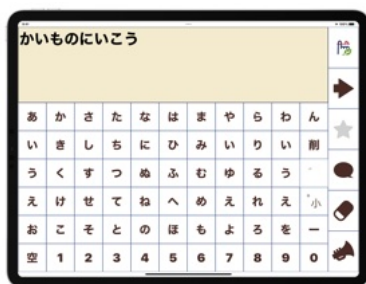 かいものにいこう
あ か さ た な は ま や ら わ ん
い き し ち に ひ み い り い 削
う く す つ ぬ ふ む ゆ る う ゛
え け せ て ね へ め え れ え ゜小
お こ そ と の ほ も よ ろ を ー
空 1 2 3 4 5 6 7 8 9 0